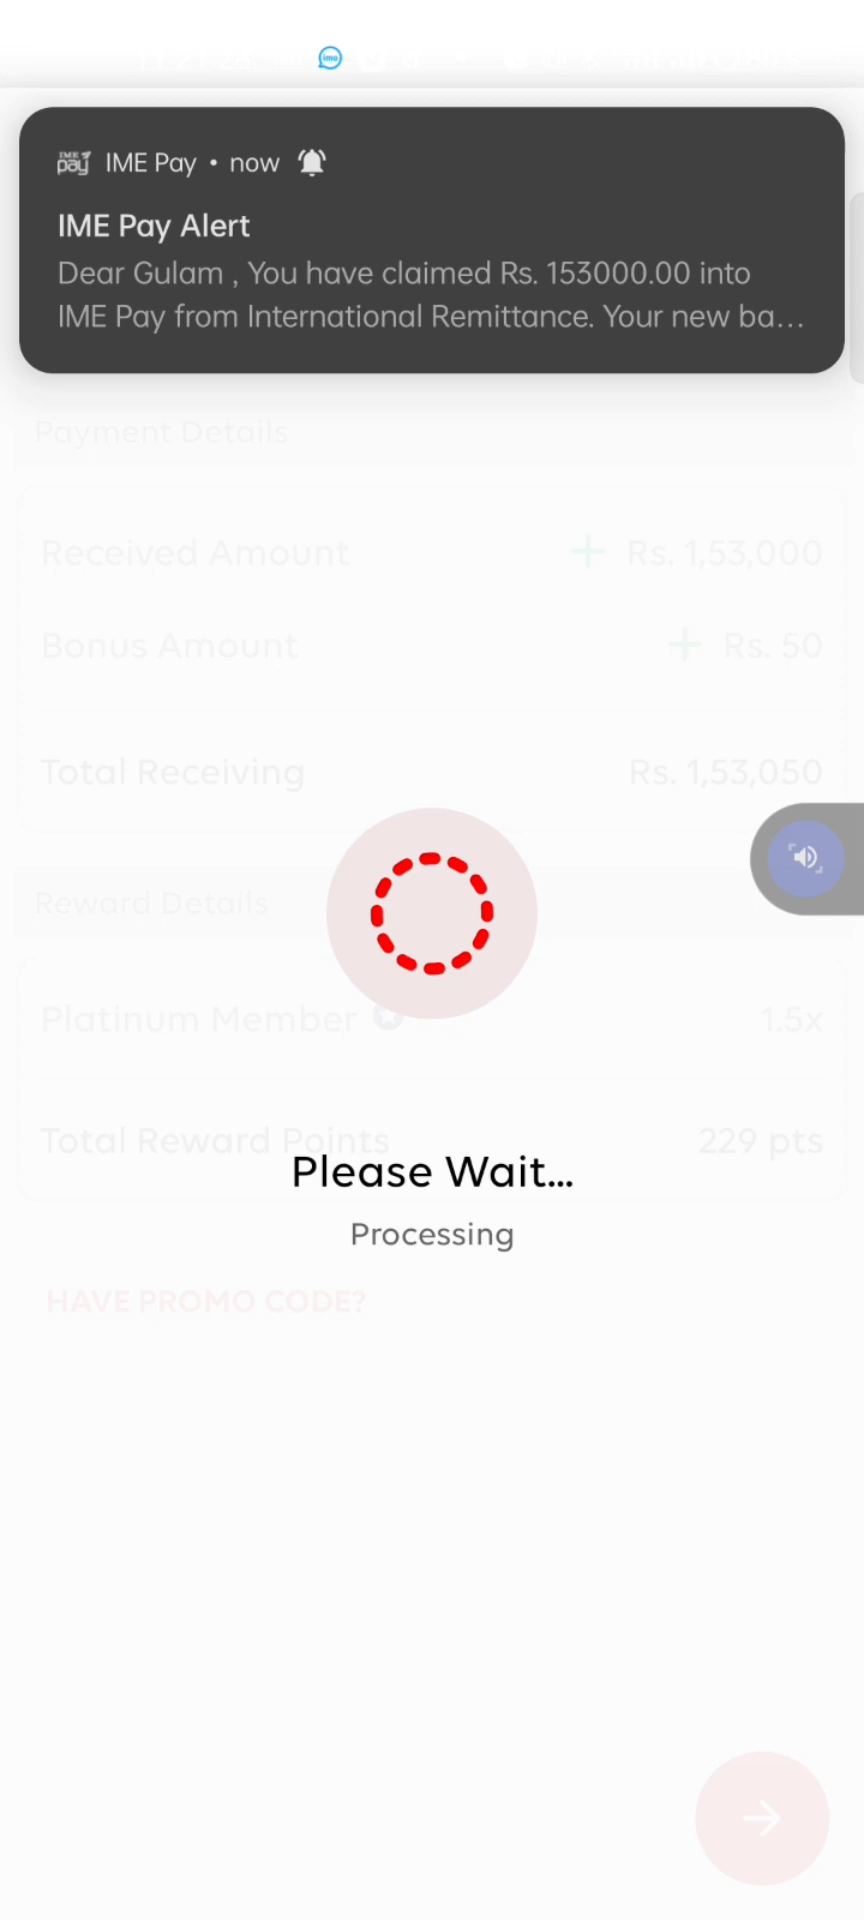 imo
IME pay IME Pay • now
IME Pay Alert
Dear Gulam , You have claimed Rs. 153000.00 into
IME Pay from International Remittance. Your new ba...
Payment Details
Received Amount + Rs. 1,53,000
Bonus Amount + Rs. 50
Total Receiving Rs. 1,53,050
Reward Details
Platinum Member 1.5x
Total Reward Points 229 pts
Please Wait...
Processing
HAVE PROMO CODE?